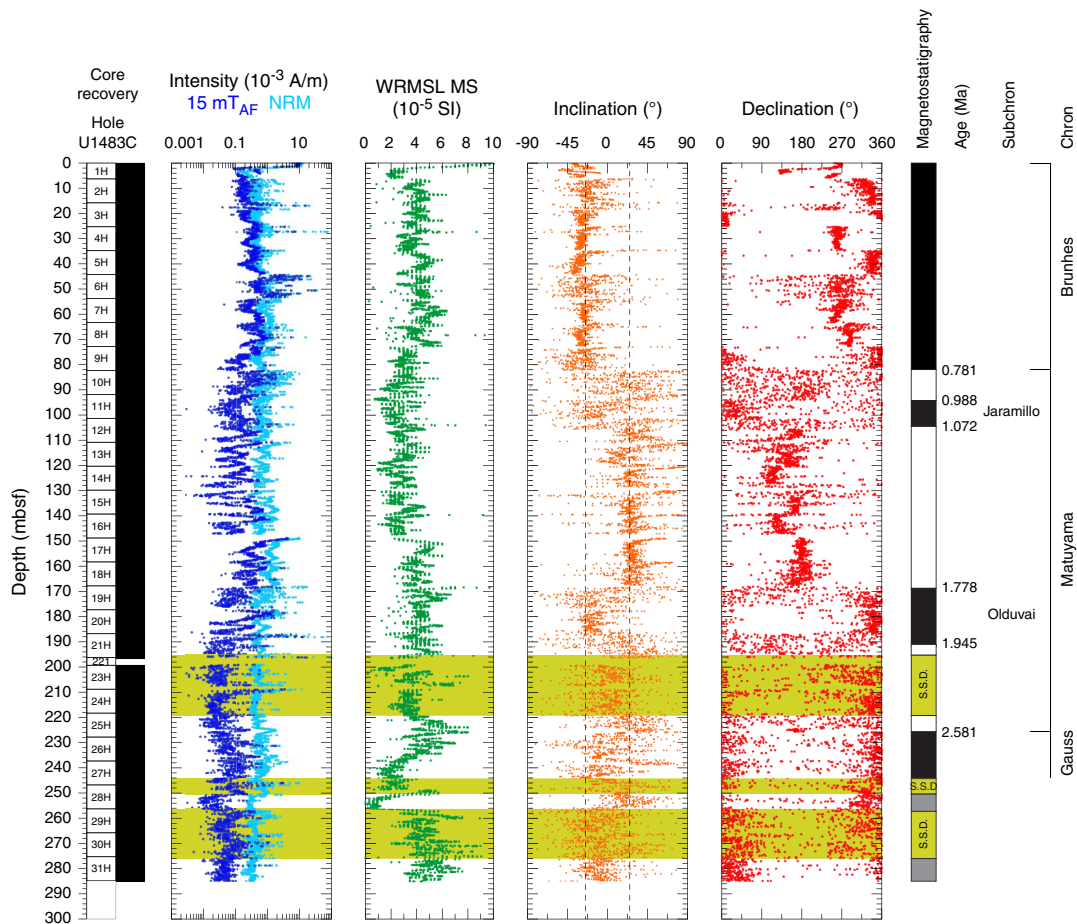 Core
recovery
Hole
U1483C
Intensity (10-3 A/m)
15 mTAF NRM
0.001 0.1 10
WRMSL MS
(10-5 SI)
0 2 4 6 8 10
Inclination (°)
-90 -45 0 45 90
Declination (°)
0 90 180 270 360
Magnetostratigraphy
Age (Ma)
Subchron
Chron
Depth (mbsf)
0
10
20
30
40
50
60
70
80
90
100
110
120
130
140
150
160
170
180
190
200
210
220
230
240
250
260
270
280
290
300
1H
2H
3H
4H
5H
6H
7H
8H
9H
10H
11H
12H
13H
14H
15H
16H
17H
18H
19H
20H
21H
221
23H
24H
25H
26H
27H
28H
29H
30H
31H
0.781
0.988
1.072
1.778
1.945
2.581
Jaramillo
Olduvai
Brunhes
Matuyama
Gauss
S.S.D.
S.S.D
S.S.D.